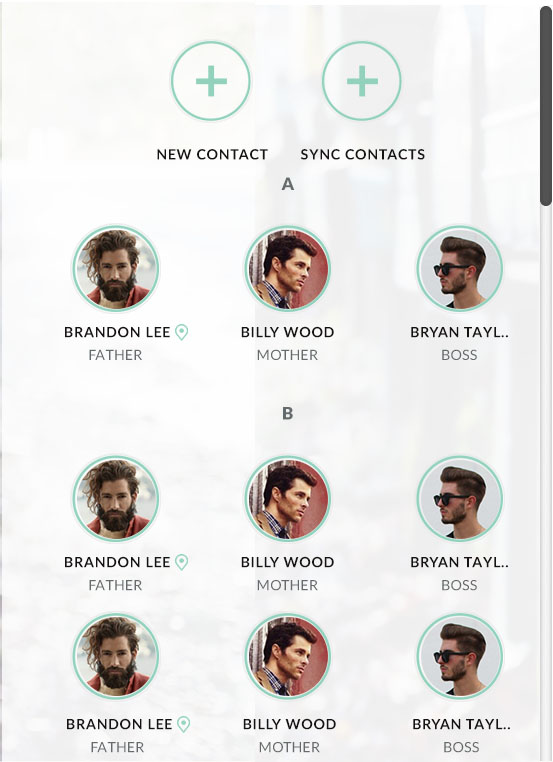 NEW CONTACT SYNC CONTACTS
A
BRANDON LEE BILLY WOOD BRYAN TAYL..
FATHER MOTHER BOSS
B
BRANDON LEE BILLY WOOD BRYAN TAYL..
FATHER MOTHER BOSS
BRANDON LEE BILLY WOOD BRYAN TAYL..
FATHER MOTHER BOSS